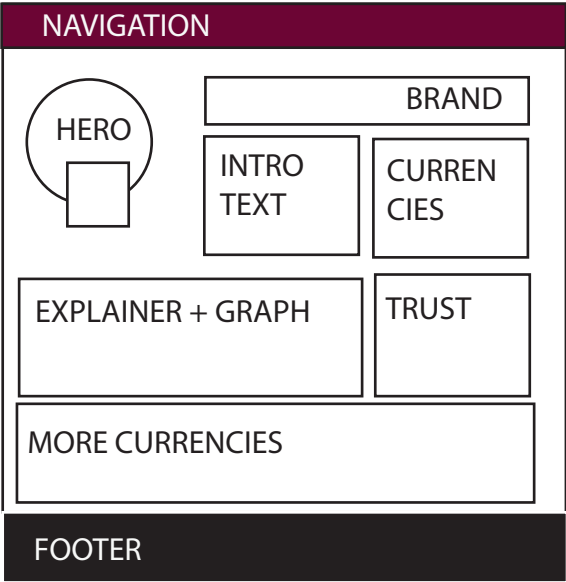 NAVIGATION
HERO
BRAND
INTRO
TEXT
CURREN
CIES
EXPLAINER + GRAPH
TRUST
MORE CURRENCIES
FOOTER